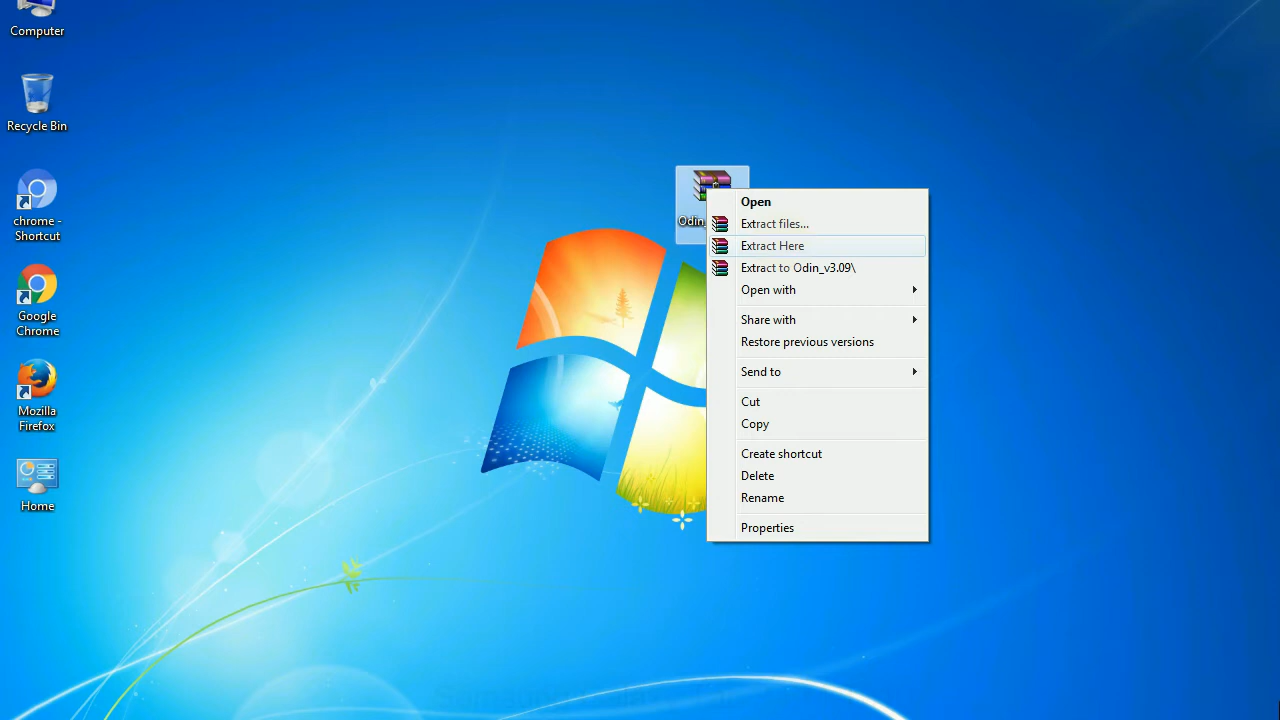 Computer
Recycle Bin
chrome -
Shortcut
Google
Chrome
Mozilla
Firefox
Home
Open
Extract files...
Extract Here
Extract to Odin_v3.09\
Open with
Share with
Restore previous versions
Send to
Cut
Copy
Create shortcut
Delete
Rename
Properties